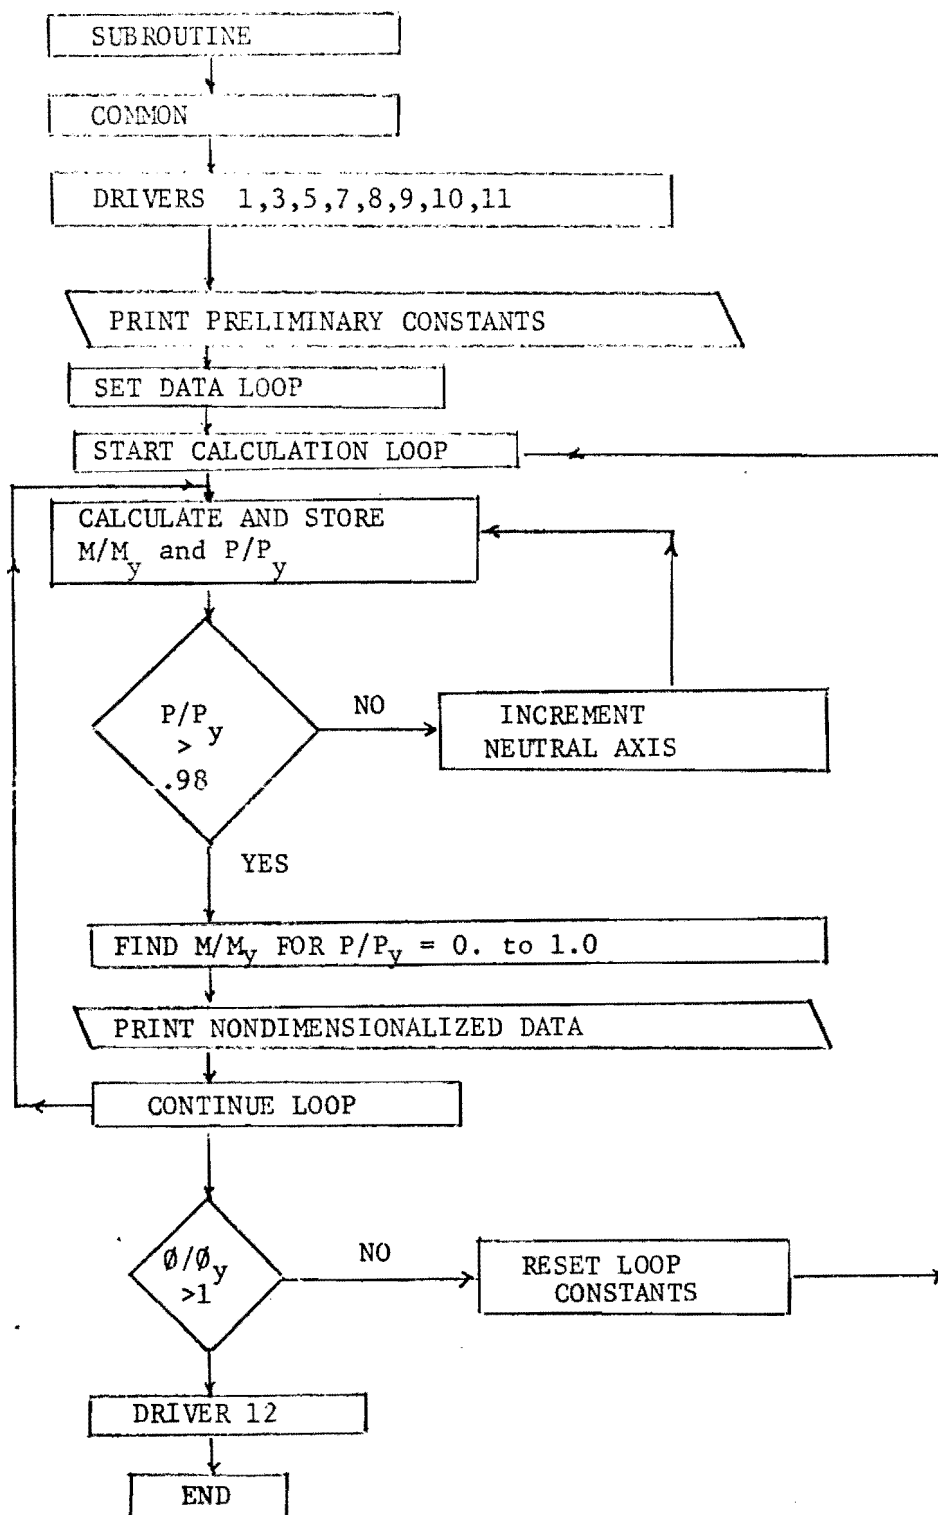 SUBROUTINE
COMMON
DRIVERS 1,3,5,7,8,9,10,11
PRINT PRELIMINARY CONSTANTS
SET DATA LOOP
START CALCULATION LOOP
CALCULATE AND STORE
M/My and P/Py
P/Py
>
.98
NO
INCREMENT
NEUTRAL AXIS
YES
FIND M/My FOR P/Py = 0. to 1.0
PRINT NONDIMENSIONALIZED DATA
CONTINUE LOOP
Ø/Øy
>1
NO
RESET LOOP
CONSTANTS
DRIVER 12
END